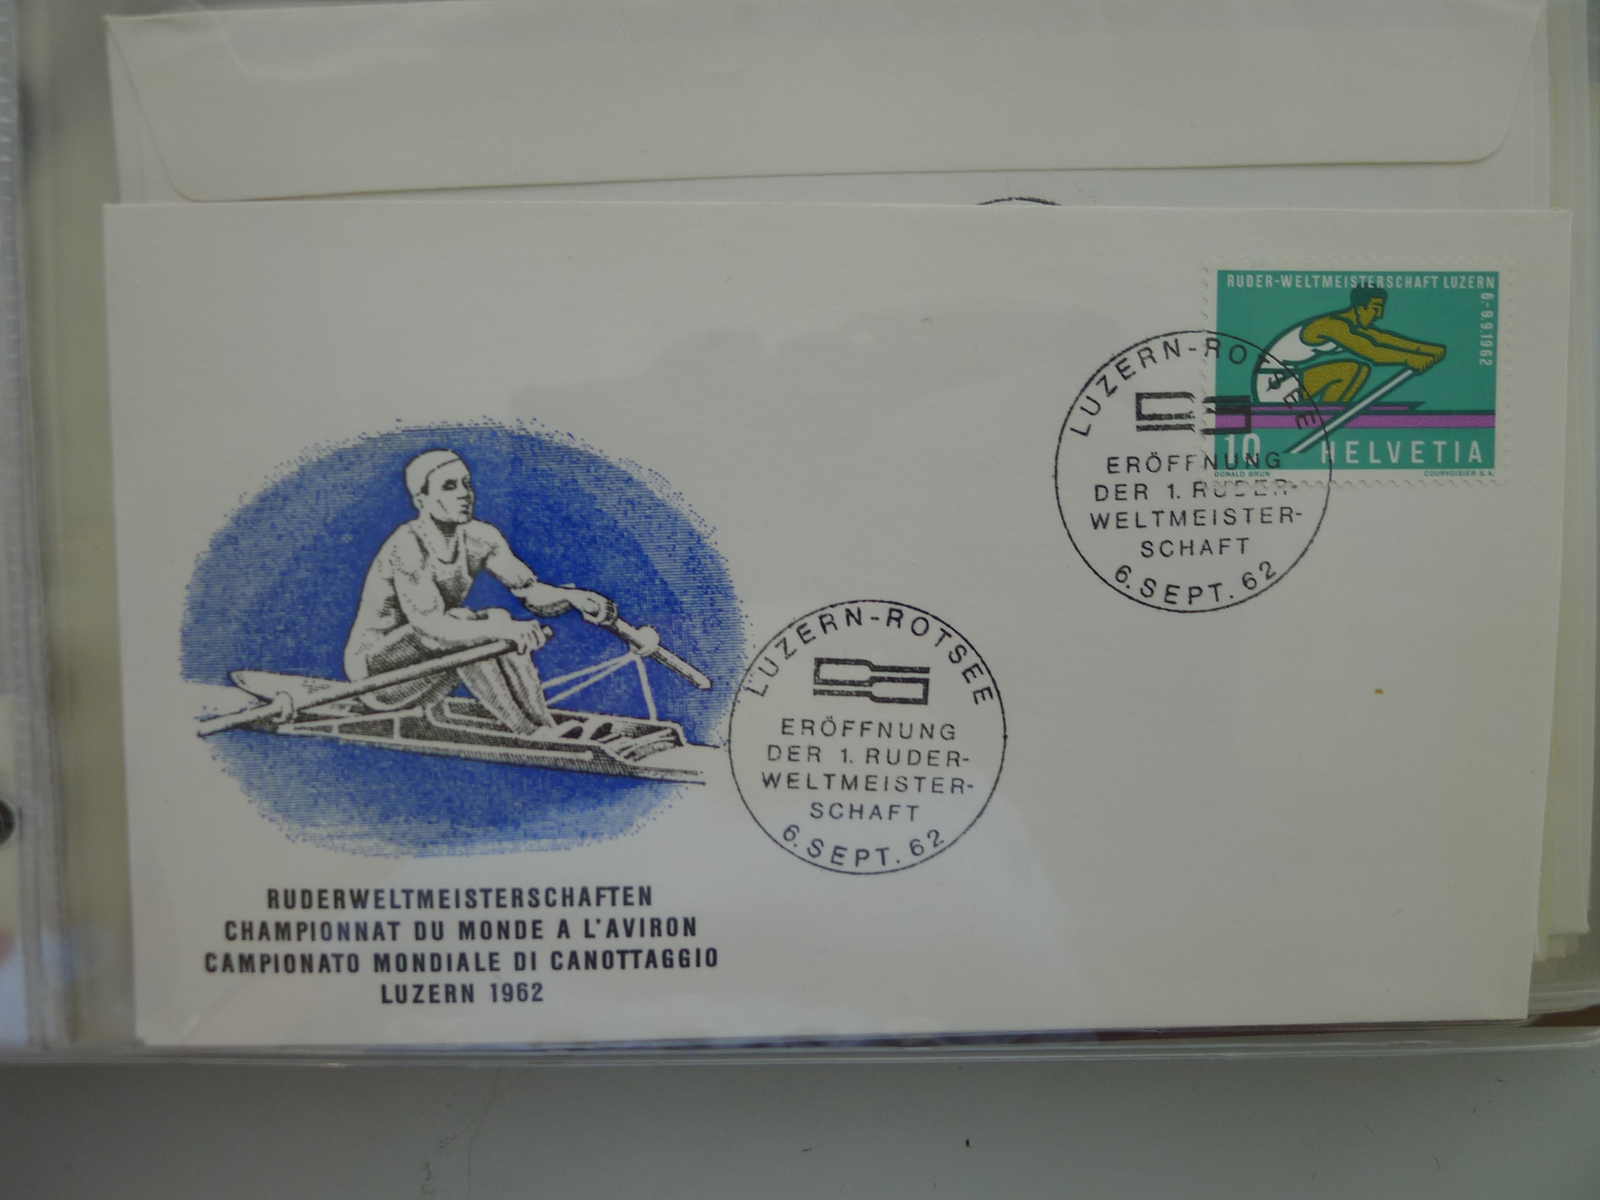 RUDER-WELTMEISTERSCHAFT LUZERN
6.-9.9.1962
10
HELVETIA
DONALD BRUN
COURVOISIER S.A.
LUZERN-ROTSEE
ERÖFFNUNG
DER 1. RUDER-
WELTMEISTER-
SCHAFT
6. SEPT. 62
LUZERN-ROTSEE
ERÖFFNUNG
DER 1. RUDER-
WELTMEISTER-
SCHAFT
6. SEPT. 62
RUDERWELTMEISTERSCHAFTEN
CHAMPIONNAT DU MONDE A L'AVIRON
CAMPIONATO MONDIALE DI CANOTTAGGIO
LUZERN 1962